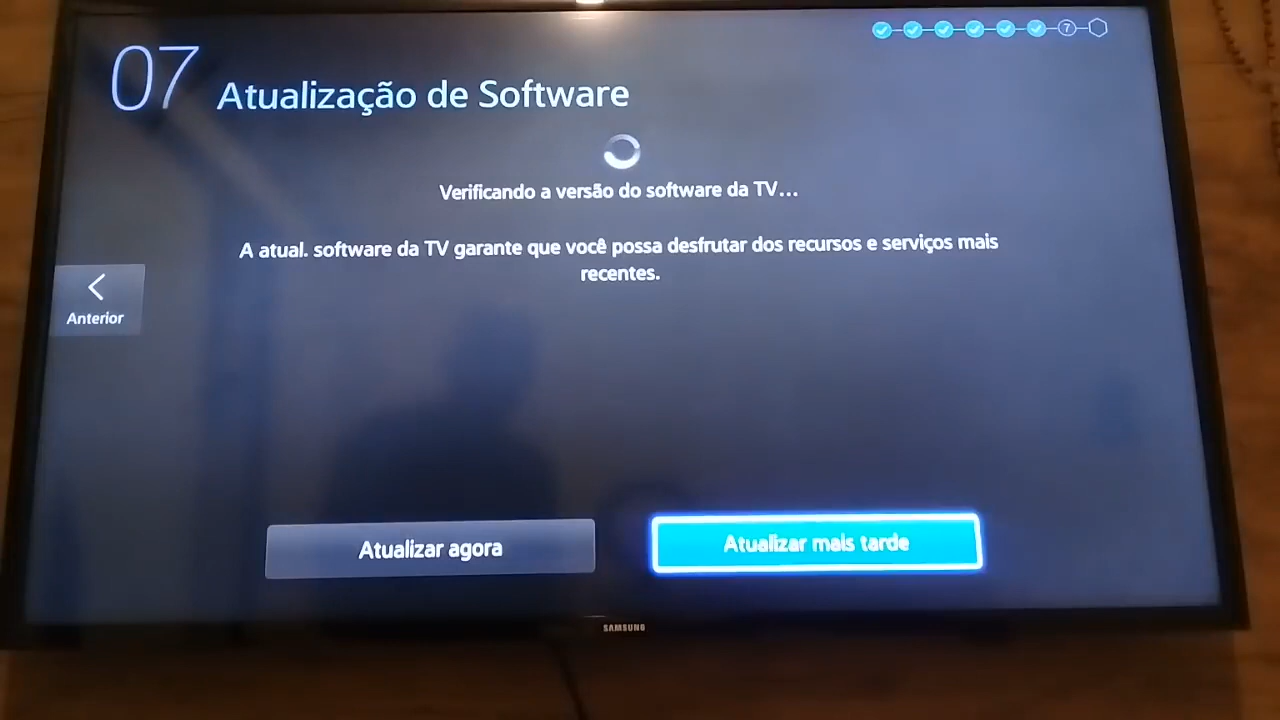 07 Atualização de Software
7
Verificando a versão do software da TV...
A atual. software da TV garante que você possa desfrutar dos recursos e serviços mais
recentes.
Anterior
Atualizar agora
Atualizar mais tarde
SAMSUNG